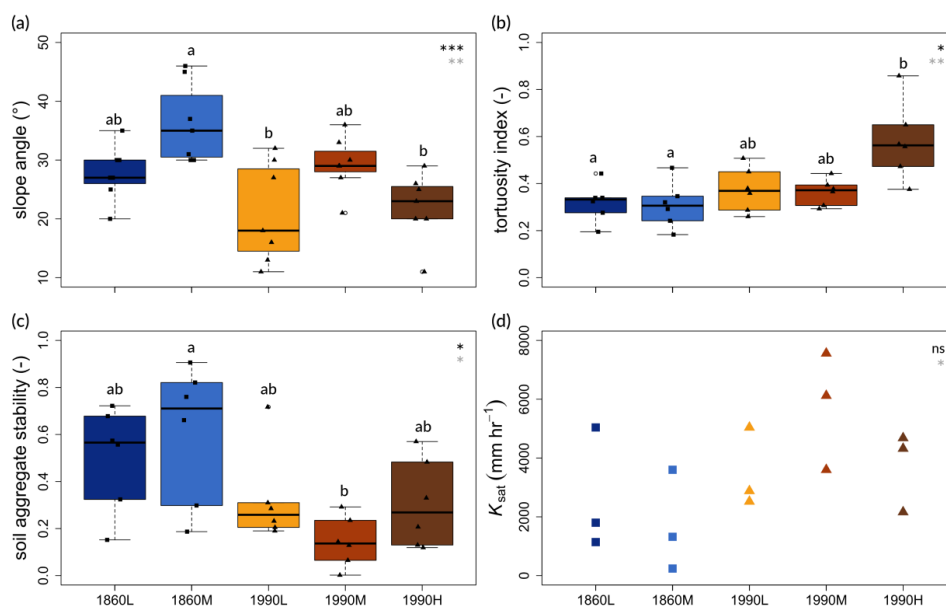 (a)
slope angle (°)
50
40
30
20
10
ab
a
b
ab
b
***
**
(b)
tortuosity index (-)
1.0
0.8
0.6
0.4
0.2
0.0
a
a
ab
ab
b
*
**
(c)
soil aggregate stability (-)
1.0
0.8
0.6
0.4
0.2
0.0
ab
a
ab
b
ab
*
*
1860L 1860M 1990L 1990M 1990H
(d)
Ksat (mm hr⁻¹)
8000
6000
4000
2000
0
ns
*
1860L 1860M 1990L 1990M 1990H